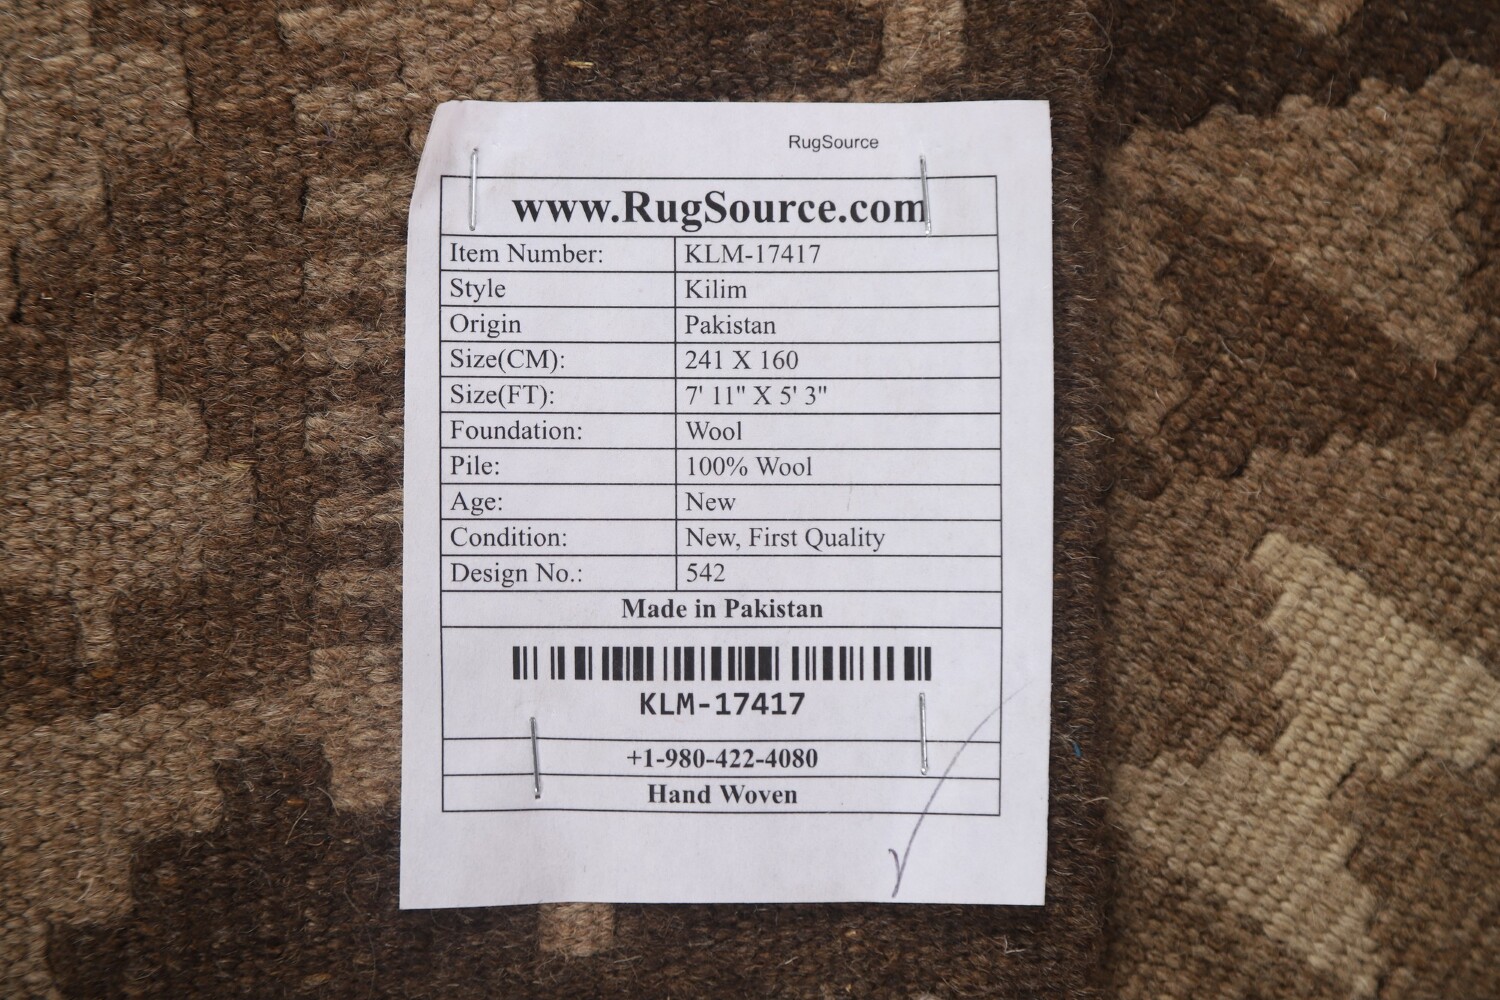 RugSource
www.RugSource.com
Item Number: KLM-17417
Style Kilim
Origin Pakistan
Size(CM): 241 X 160
Size(FT): 7' 11" X 5' 3"
Foundation: Wool
Pile: 100% Wool
Age: New
Condition: New, First Quality
Design No.: 542
Made in Pakistan
KLM-17417
+1-980-422-4080
Hand Woven